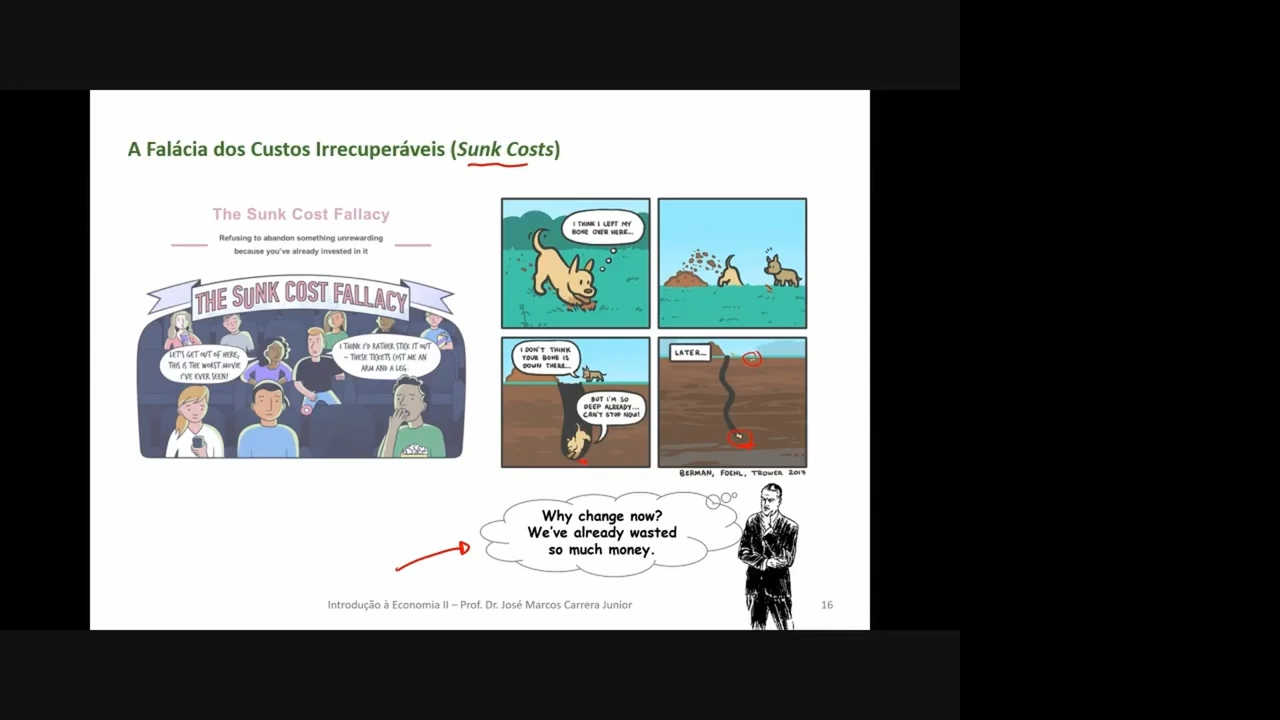 A Falácia dos Custos Irrecuperáveis (Sunk Costs)
The Sunk Cost Fallacy
Refusing to abandon something unrewarding
because you've already invested in it
THE SUNK COST FALLACY
LET'S GET OUT OF HERE,
THIS IS THE WORST MOVIE
I'VE EVER SEEN!
I THINK I'D RATHER STICK IT OUT
– THESE TICKETS COST ME AN
ARM AND A LEG.
I THINK I LEFT MY
BONE OVER HERE...
I DON'T THINK
YOUR BONE IS
DOWN THERE...
BUT I'M SO
DEEP ALREADY...
CAN'T STOP NOW!
LATER...
BERMAN, FOEHL, TROWER 2017
Why change now?
We've already wasted
so much money.
Introdução à Economia II – Prof. Dr. José Marcos Carrera Junior
16